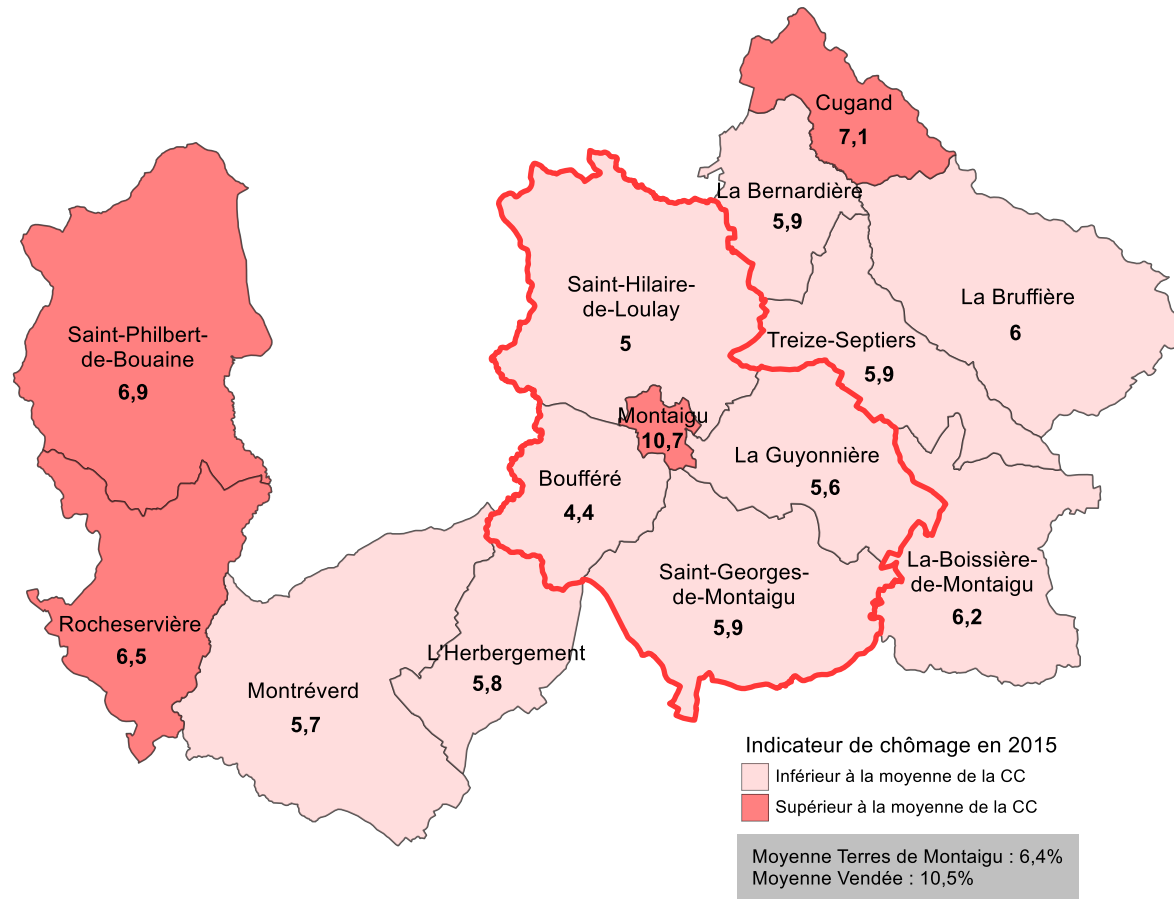 Cugand
7,1
La Bernardière
5,9
Saint-Hilaire-
de-Loulay
5
La Bruffière
6
Saint-Philbert-
de-Bouaine
6,9
Treize-Septiers
5,9
Montaigu
10,7
La Guyonnière
5,6
Boufféré
4,4
La-Boissière-
de-Montaigu
6,2
Saint-Georges-
de-Montaigu
5,9
Rocheservière
6,5
L'Herbergement
5,8
Montréverd
5,7
Indicateur de chômage en 2015
Inférieur à la moyenne de la CC
Supérieur à la moyenne de la CC
Moyenne Terres de Montaigu : 6,4%
Moyenne Vendée : 10,5%